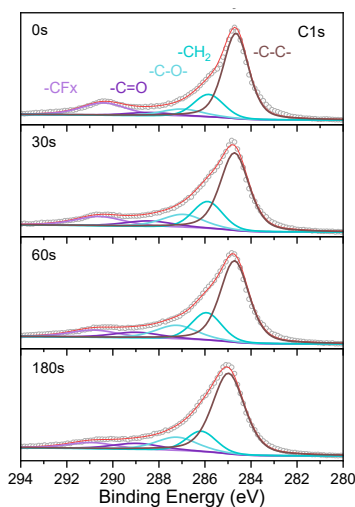 0s
C1s
-CH2
-C-C-
-C-O-
-CFx
-C=O
30s
60s
180s
294 292 290 288 286 284 282 280
Binding Energy (eV)